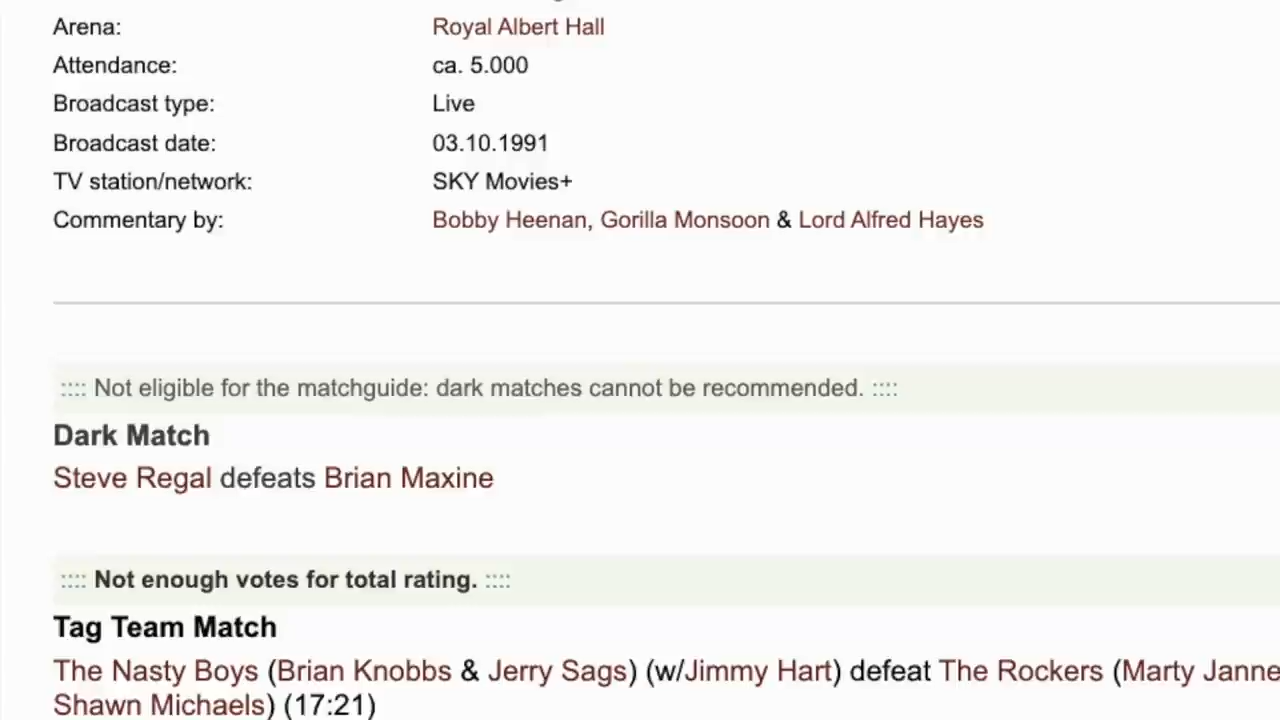 Arena: Royal Albert Hall
Attendance: ca. 5.000
Broadcast type: Live
Broadcast date: 03.10.1991
TV station/network: SKY Movies+
Commentary by: Bobby Heenan, Gorilla Monsoon & Lord Alfred Hayes
:::: Not eligible for the matchguide: dark matches cannot be recommended. ::::
Dark Match
Steve Regal defeats Brian Maxine
:::: Not enough votes for total rating. ::::
Tag Team Match
The Nasty Boys (Brian Knobbs & Jerry Sags) (w/Jimmy Hart) defeat The Rockers (Marty Janne
Shawn Michaels) (17:21)